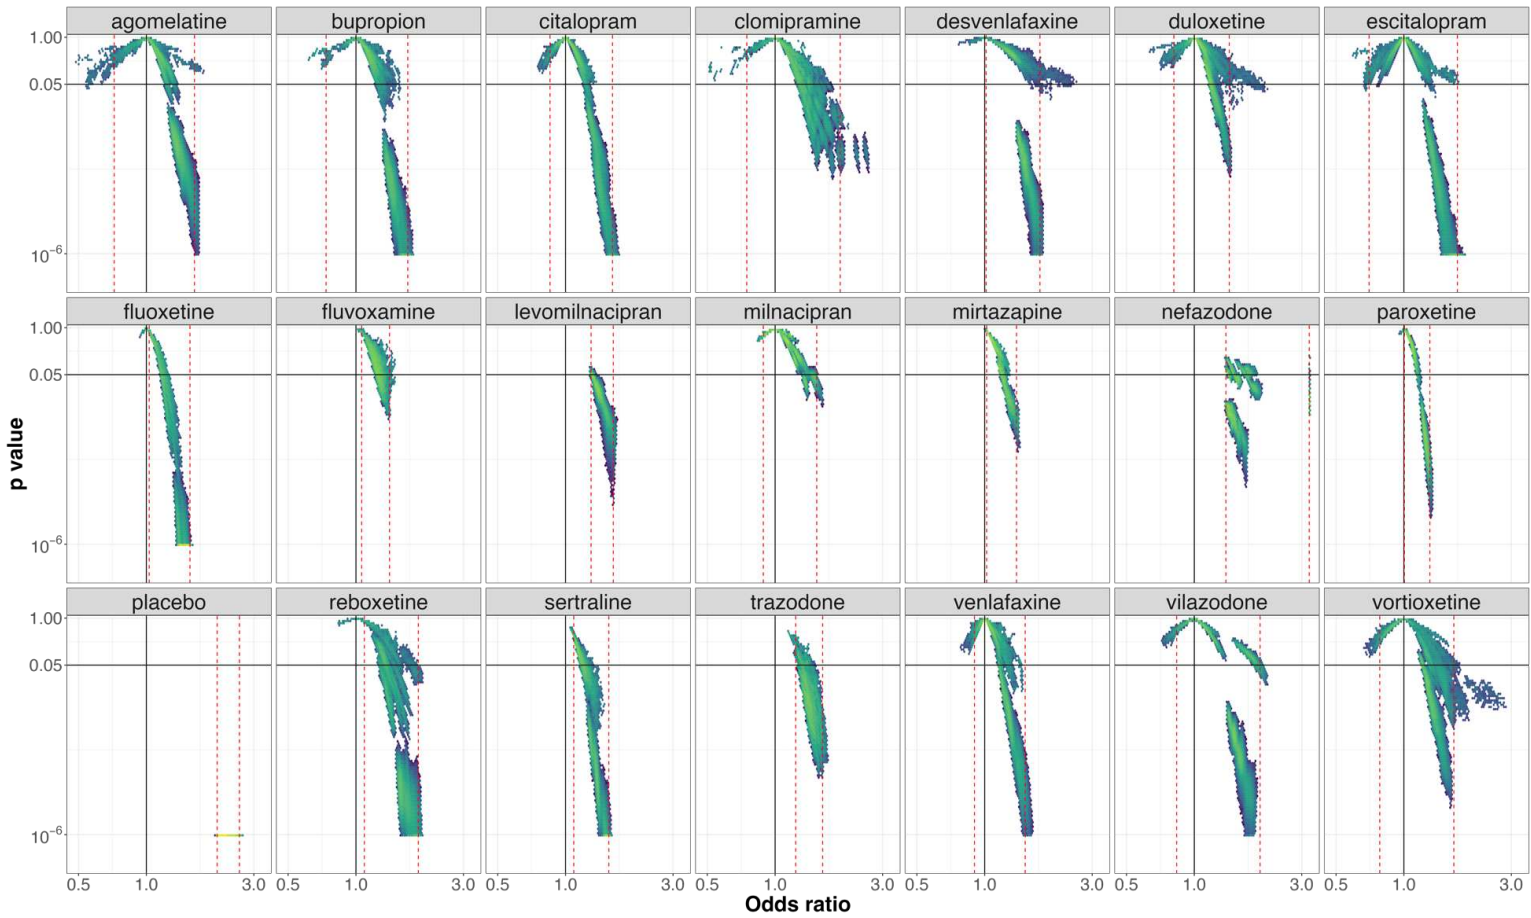 agomelatine bupropion citalopram clomipramine desvenlafaxine duloxetine escitalopram
1.00
0.05
10⁻⁶
fluoxetine fluvoxamine levomilnacipran milnacipran mirtazapine nefazodone paroxetine
1.00
0.05
10⁻⁶
p value
placebo reboxetine sertraline trazodone venlafaxine vilazodone vortioxetine
1.00
0.05
10⁻⁶
0.5 1.0 3.0 0.5 1.0 3.0 0.5 1.0 3.0 0.5 1.0 3.0 0.5 1.0 3.0 0.5 1.0 3.0 0.5 1.0 3.0
Odds ratio